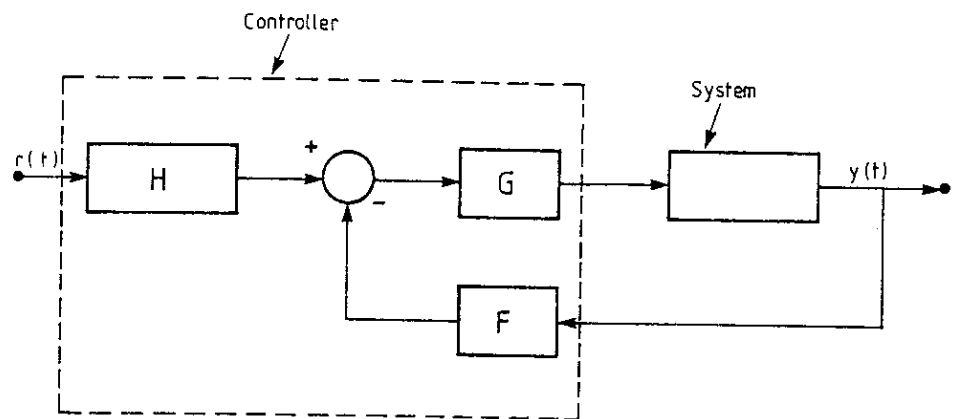 Controller
System
r(t)
H
+
-
G
y(t)
F